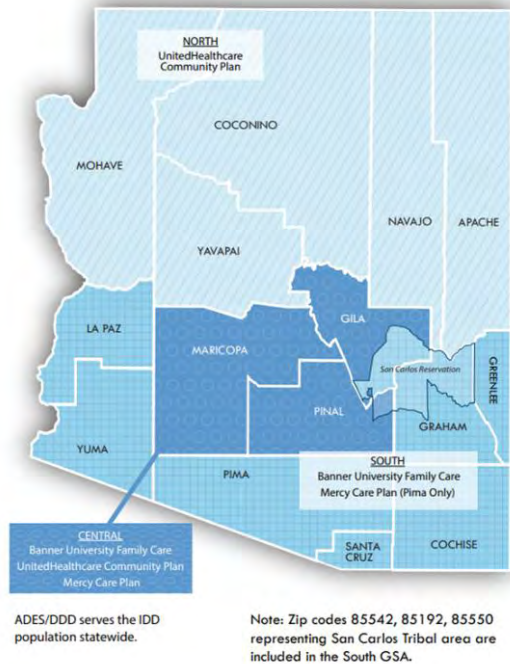 NORTH
UnitedHealthcare
Community Plan
COCONINO
MOHAVE
NAVAJO
APACHE
YAVAPAI
LA PAZ
GILA
MARICOPA
San Carlos Reservation
GREENLEE
PINAL
GRAHAM
YUMA
PIMA
SOUTH
Banner University Family Care
Mercy Care Plan (Pima Only)
CENTRAL
Banner University Family Care
UnitedHealthcare Community Plan
Mercy Care Plan
SANTA
CRUZ
COCHISE
ADES/DDD serves the IDD
population statewide.
Note: Zip codes 85542, 85192, 85550
representing San Carlos Tribal area are
included in the South GSA.